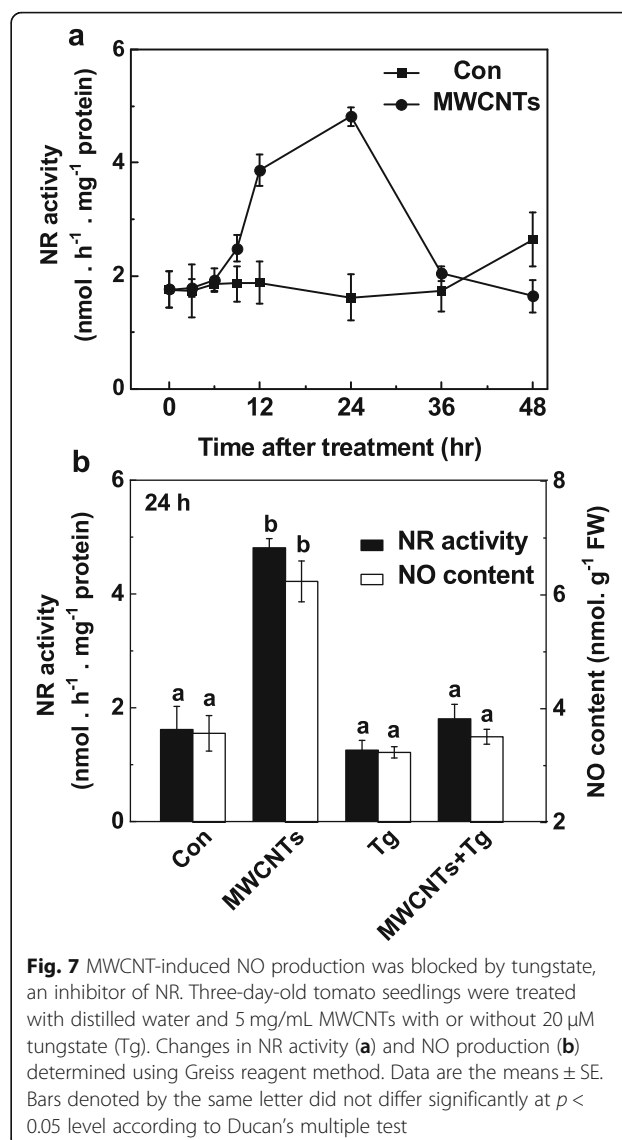 a
6
4
2
0
NR activity
(nmol . h⁻¹ . mg⁻¹ protein)
Con
MWCNTs
0 12 24 36 48
Time after treatment (hr)
b
6
4
2
0
NR activity
(nmol . h⁻¹ . mg⁻¹ protein)
24 h
a a b b a a a a
NR activity
NO content
8
6
4
2
NO content (nmol. g⁻¹ FW)
Con MWCNTs Tg MWCNTs+Tg
Fig. 7 MWCNT-induced NO production was blocked by tungstate,
an inhibitor of NR. Three-day-old tomato seedlings were treated
with distilled water and 5 mg/mL MWCNTs with or without 20 μM
tungstate (Tg). Changes in NR activity (a) and NO production (b)
determined using Greiss reagent method. Data are the means ± SE.
Bars denoted by the same letter did not differ significantly at p <
0.05 level according to Ducan's multiple test